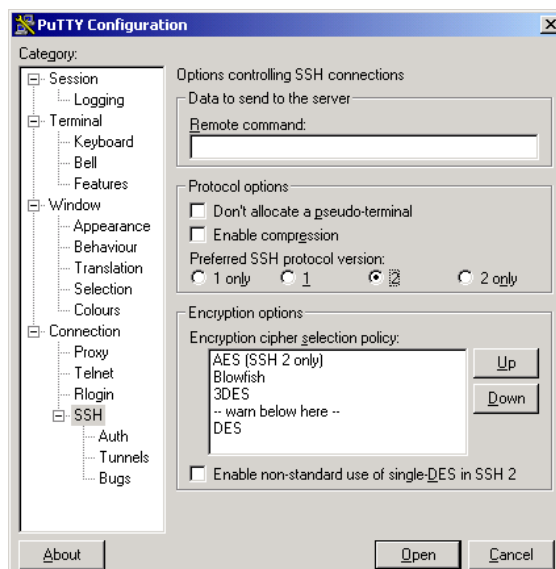 PuTTY Configuration
Category:
Session
Logging
Terminal
Keyboard
Bell
Features
Window
Appearance
Behaviour
Translation
Selection
Colours
Connection
Proxy
Telnet
Rlogin
SSH
Auth
Tunnels
Bugs
Options controlling SSH connections
Data to send to the server
Remote command:
Protocol options
Don't allocate a pseudo-terminal
Enable compression
Preferred SSH protocol version:
1 only 1 2 2 only
Encryption options
Encryption cipher selection policy:
AES (SSH 2 only)
Blowfish
3DES
-- warn below here --
DES
Up
Down
Enable non-standard use of single-DES in SSH 2
About
Open
Cancel